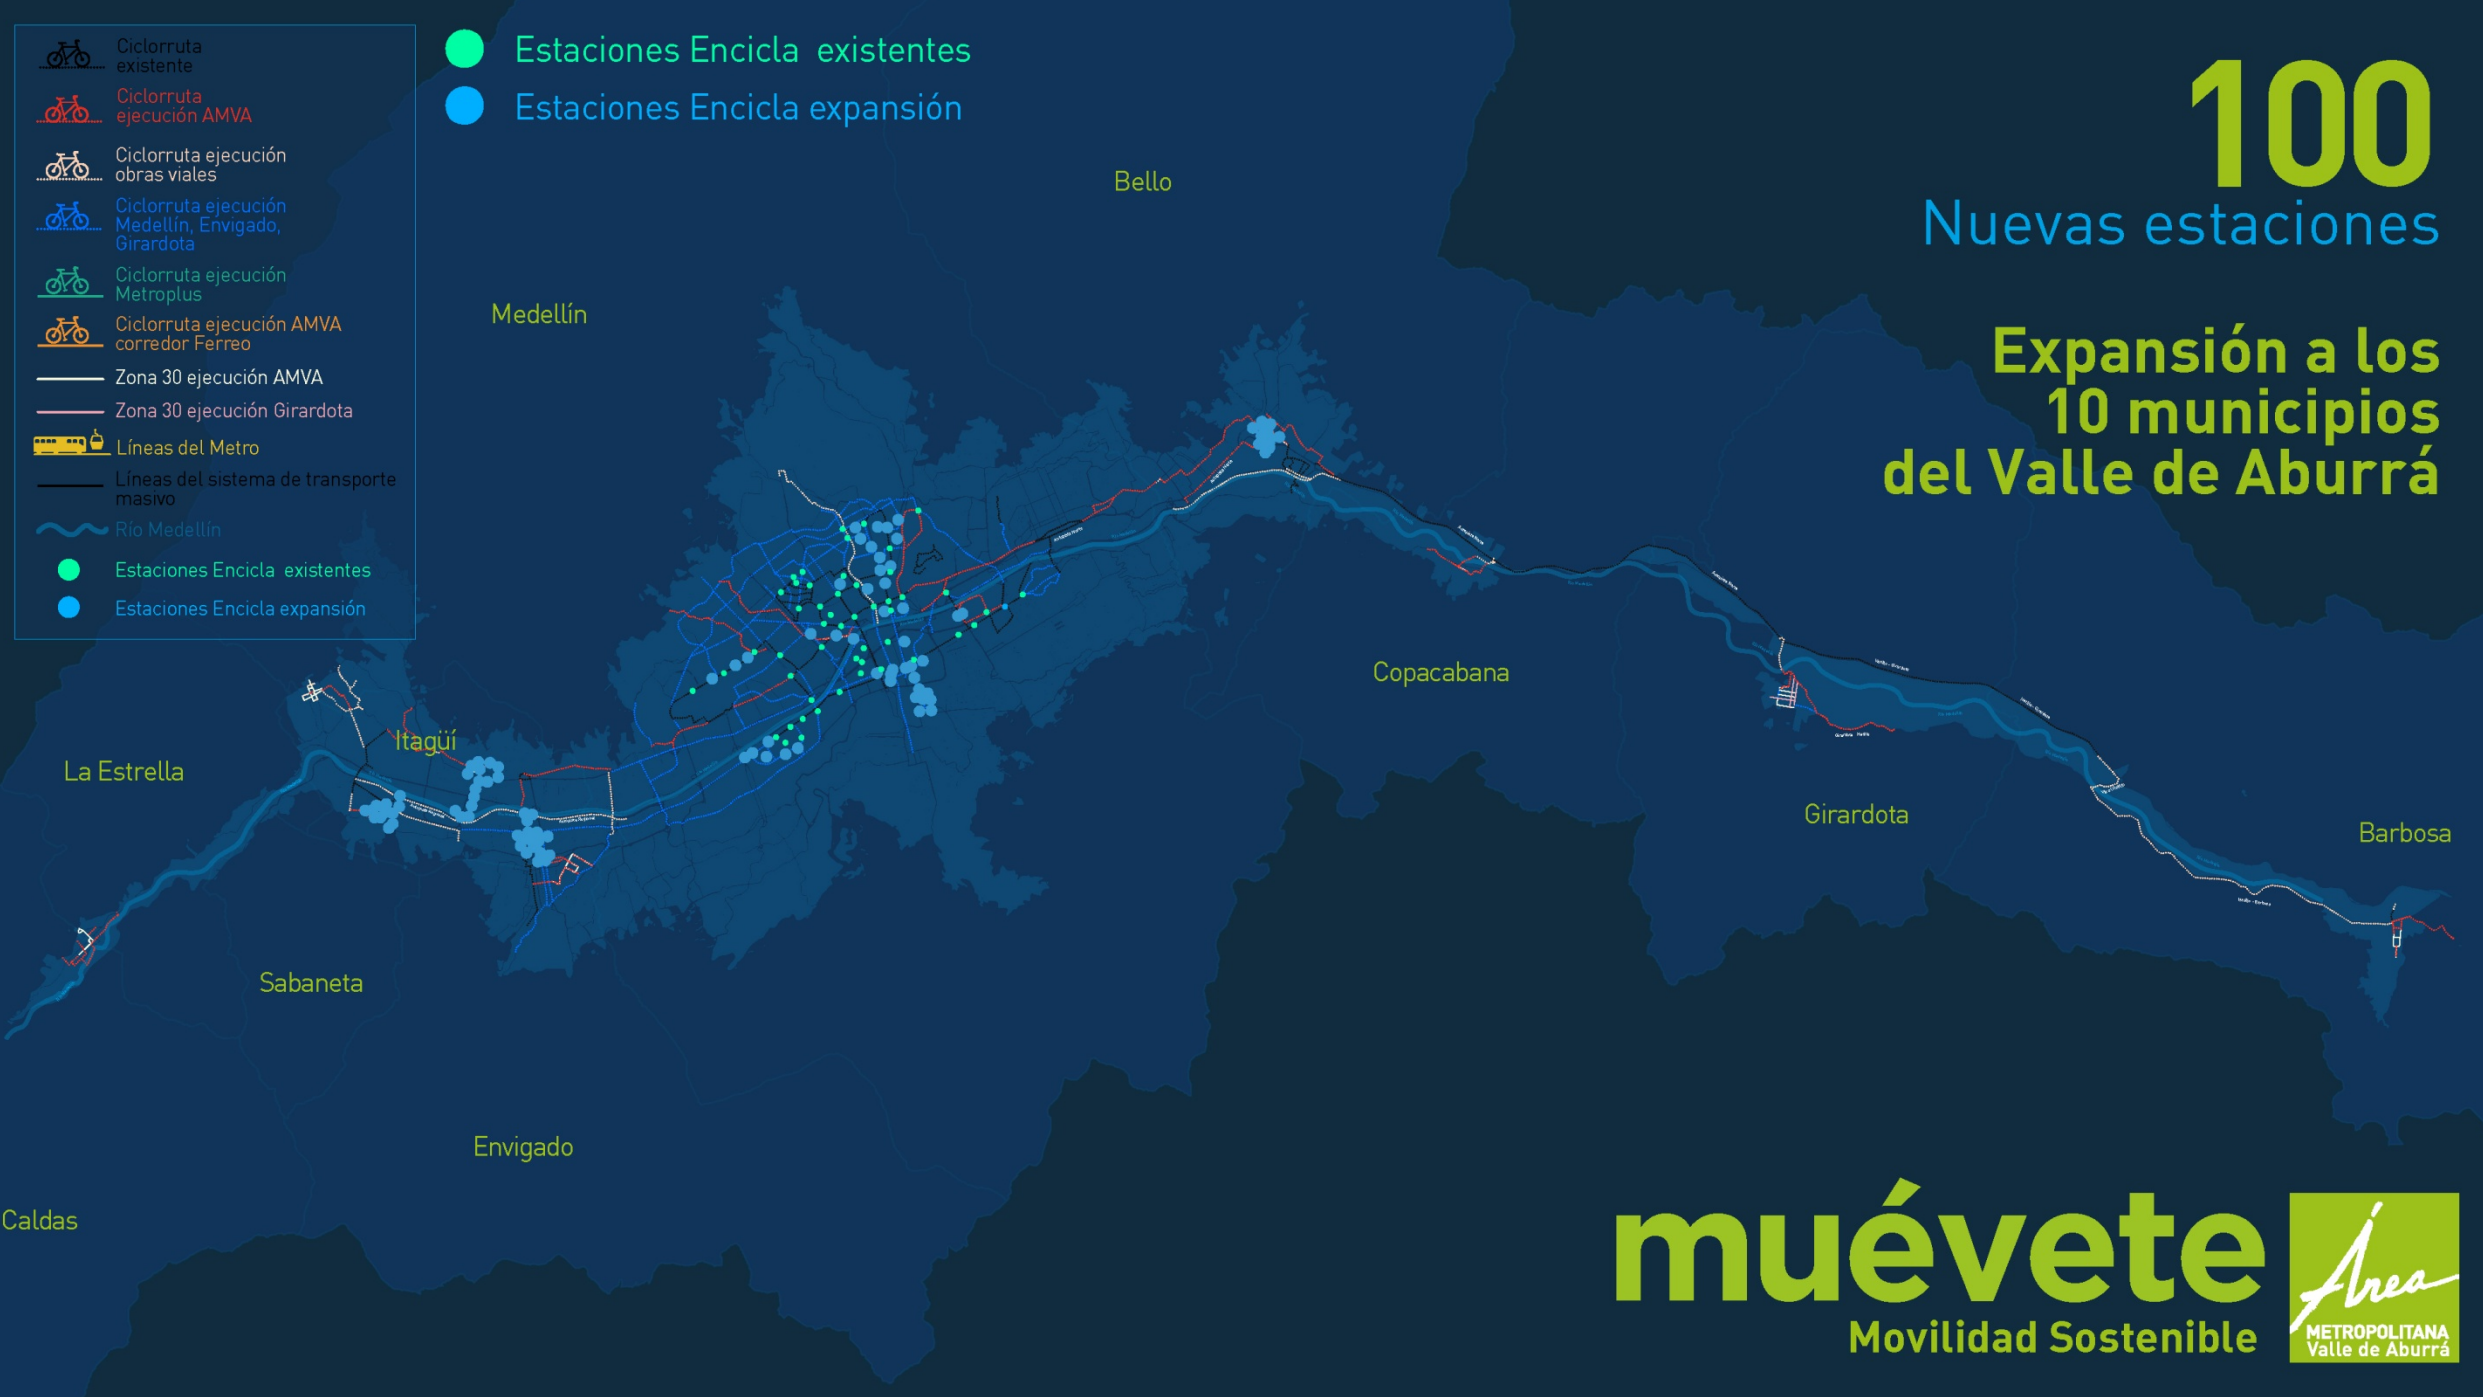 Ciclorruta
existente
Ciclorruta
ejecución AMVA
Ciclorruta ejecución
obras viales
Ciclorruta ejecución
Medellín, Envigado,
Girardota
Ciclorruta ejecución
Metroplus
Ciclorruta ejecución AMVA
corredor Ferreo
Zona 30 ejecución AMVA
Zona 30 ejecución Girardota
Líneas del Metro
Líneas del sistema de transporte
masivo
Río Medellín
Estaciones Encicla existentes
Estaciones Encicla expansión
Estaciones Encicla existentes
Estaciones Encicla expansión
100
Nuevas estaciones
Expansión a los
10 municipios
del Valle de Aburrá
Bello
Medellín
Copacabana
Itagüí
La Estrella
Girardota
Barbosa
Sabaneta
Envigado
Caldas
muévete
Movilidad Sostenible
Área
METROPOLITANA
Valle de Aburrá